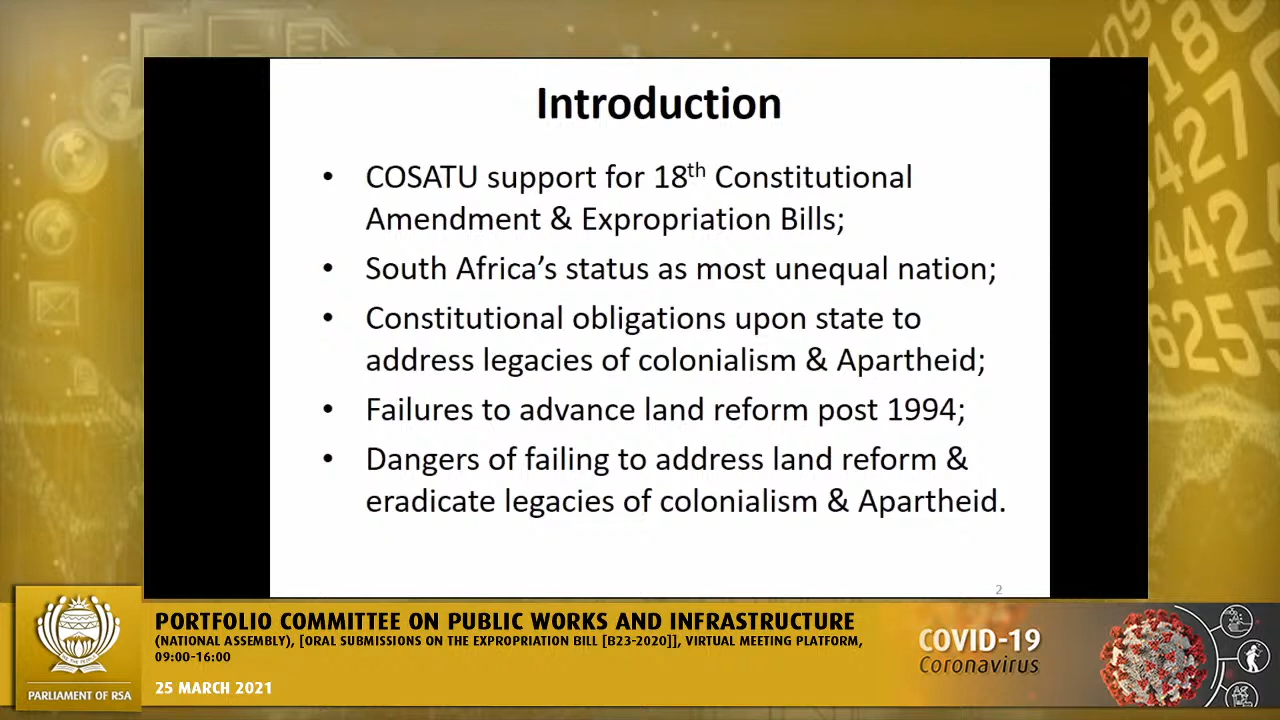 Introduction
• COSATU support for 18th Constitutional
Amendment & Expropriation Bills;
• South Africa's status as most unequal nation;
• Constitutional obligations upon state to
address legacies of colonialism & Apartheid;
• Failures to advance land reform post 1994;
• Dangers of failing to address land reform &
eradicate legacies of colonialism & Apartheid.
2
PORTFOLIO COMMITTEE ON PUBLIC WORKS AND INFRASTRUCTURE
(NATIONAL ASSEMBLY), [ORAL SUBMISSIONS ON THE EXPROPRIATION BILL [B23-2020]], VIRTUAL MEETING PLATFORM,
09:00-16:00
25 MARCH 2021
PARLIAMENT OF RSA
COVID-19
Coronavirus